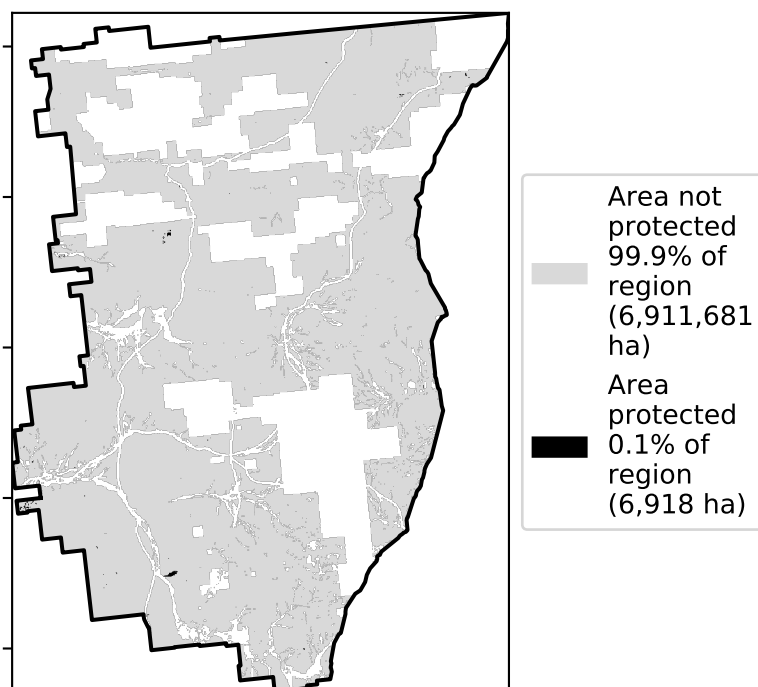 Area not
protected
99.9% of
region
(6,911,681
ha)
Area
protected
0.1% of
region
(6,918 ha)